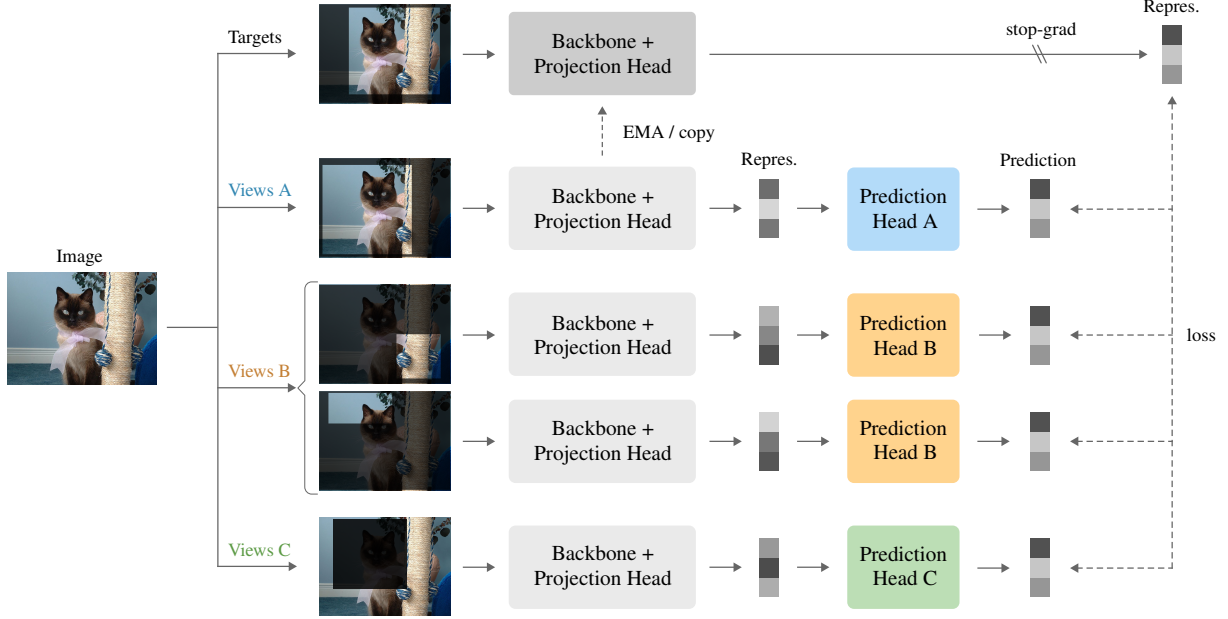 Repres.
Targets
Backbone +
Projection Head
stop-grad
EMA / copy
Views A
Backbone +
Projection Head
Repres.
Prediction
Head A
Prediction
Image
Views B
Backbone +
Projection Head
Prediction
Head B
loss
Backbone +
Projection Head
Prediction
Head B
Views C
Backbone +
Projection Head
Prediction
Head C